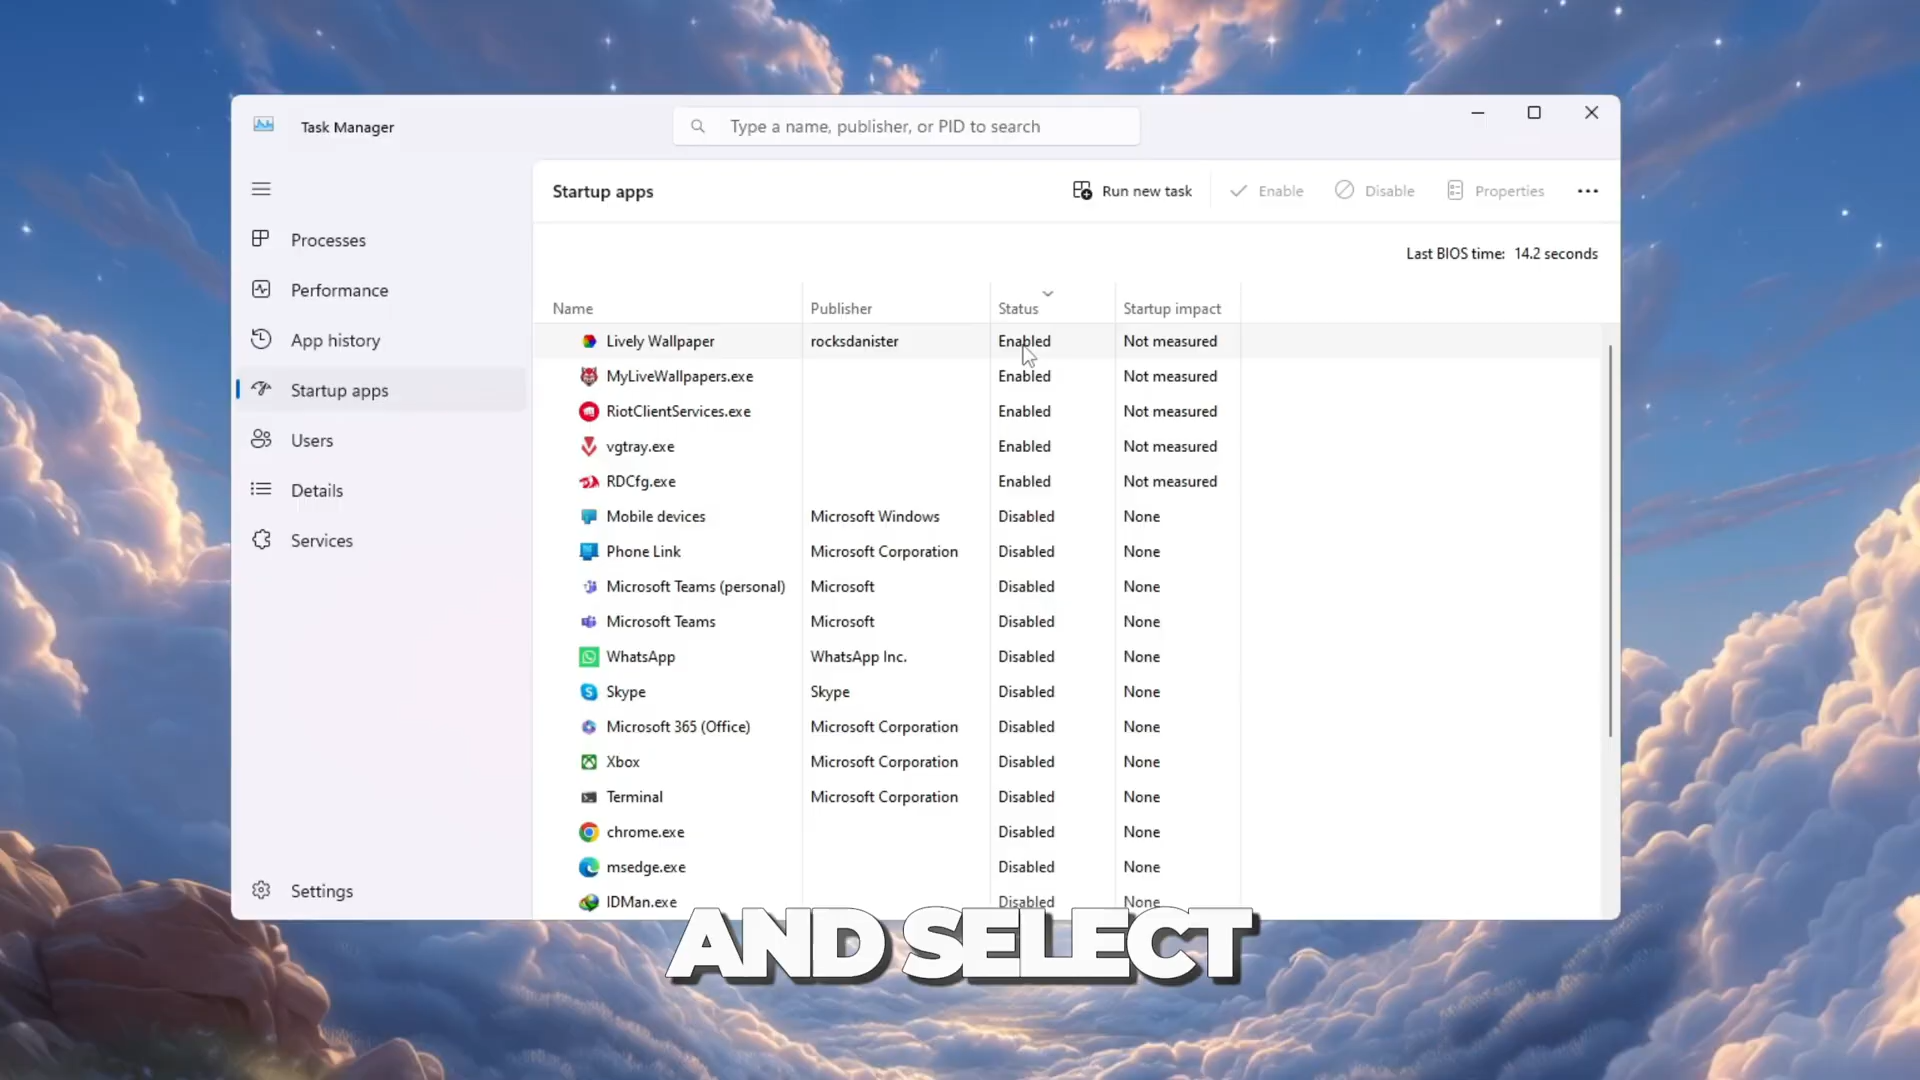 Task Manager
Type a name, publisher, or PID to search
Startup apps
Run new task
Enable
Disable
Properties
Processes
Performance
App history
Startup apps
Users
Details
Services
Settings
Last BIOS time: 14.2 seconds
Name Publisher Status Startup impact
Lively Wallpaper rocksdanister Enabled Not measured
MyLiveWallpapers.exe Enabled Not measured
RiotClientServices.exe Enabled Not measured
vgtray.exe Enabled Not measured
RDCfg.exe Enabled Not measured
Mobile devices Microsoft Windows Disabled None
Phone Link Microsoft Corporation Disabled None
Microsoft Teams (personal) Microsoft Disabled None
Microsoft Teams Microsoft Disabled None
WhatsApp WhatsApp Inc. Disabled None
Skype Skype Disabled None
Microsoft 365 (Office) Microsoft Corporation Disabled None
Xbox Microsoft Corporation Disabled None
Terminal Microsoft Corporation Disabled None
chrome.exe Disabled None
msedge.exe Disabled None
IDMan.exe Disabled None
AND SELECT